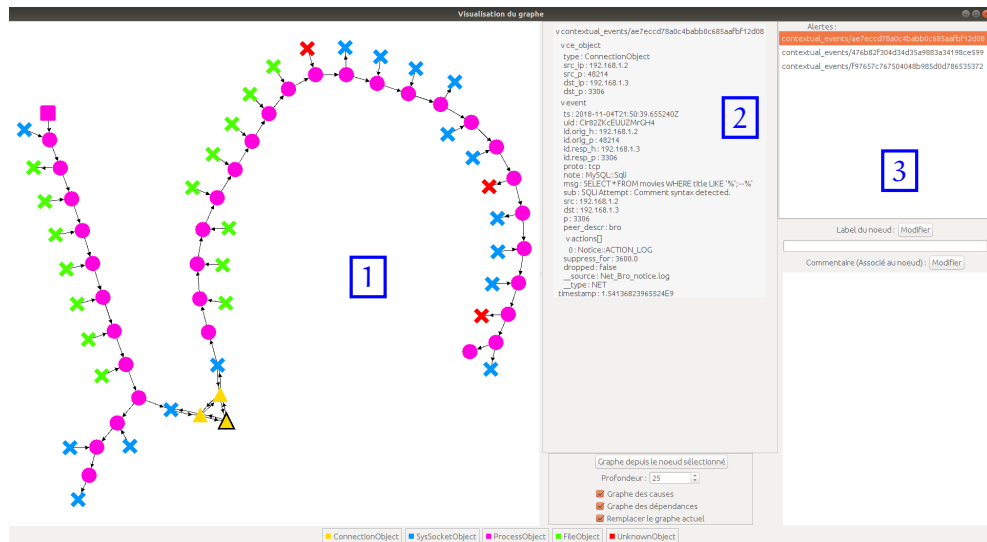 Visualisation du graphe
1
v contextual_events/ae7eccd78a0c4babb0c685aafbf12d08
v ce_object
type : ConnectionObject
src_ip : 192.168.1.2
src_p : 48214
dst_ip : 192.168.1.3
dst_p : 3306
v event
ts : 2018-11-04T21:50:39.655240Z
uid : Cir82ZKcEUUZMrGH4
id.orig_h : 192.168.1.2
id.orig_p : 48214
id.resp_h : 192.168.1.3
id.resp_p : 3306
proto : tcp
note : MySQL::Sqli
msg : SELECT * FROM movies WHERE title LIKE '%';--%'
sub : SQLi Attempt : Comment syntax detected.
src : 192.168.1.2
dst : 192.168.1.3
p : 3306
peer_descr : bro
v actions[]
0 : Notice::ACTION_LOG
suppress_for : 3600.0
dropped : false
__source : Net_Bro_notice.log
__type : NET
timestamp : 1.54136823965524E9
2
Graphe depuis le noeud sélectionné
Profondeur : 25
Graphe des causes
Graphe des dépendances
Remplacer le graphe actuel
Alertes :
contextual_events/ae7eccd78a0c4babb0c685aafbf12d08
contextual_events/476b82f304d34d35a9883a34198ce599
contextual_events/f97657c767504048b985d0d786535372
3
Label du noeud : Modifier
Commentaire (Associé au noeud) : Modifier
ConnectionObject SysSocketObject ProcessObject FileObject UnknownObject